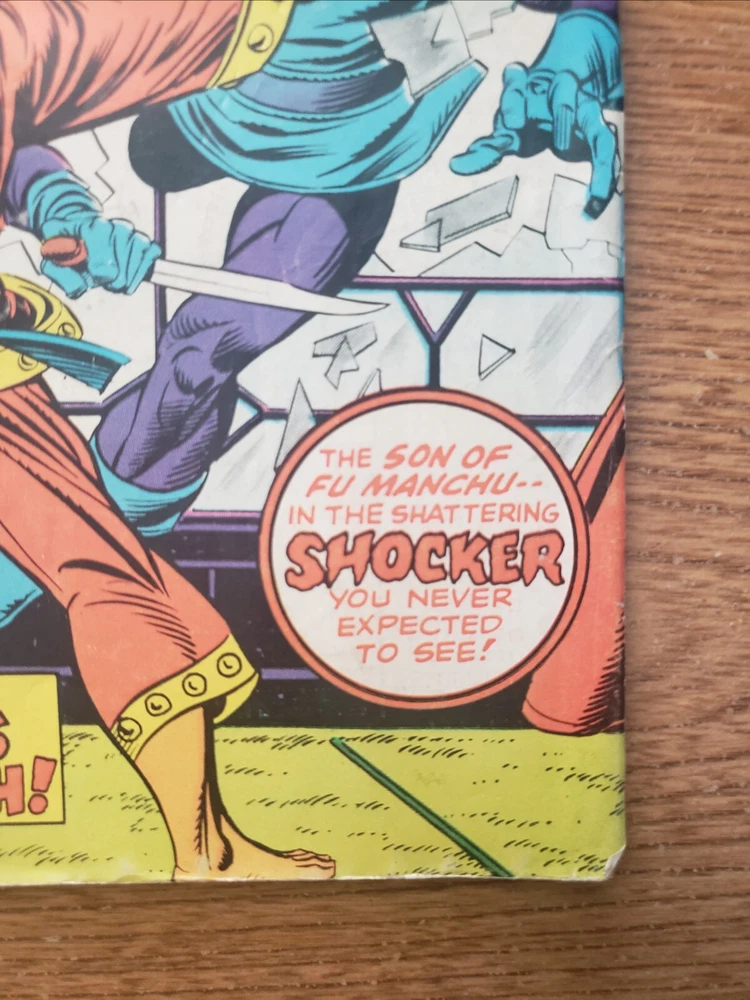 THE SON OF
FU MANCHU--
IN THE SHATTERING
SHOCKER
YOU NEVER
EXPECTED
TO SEE!
S
H!